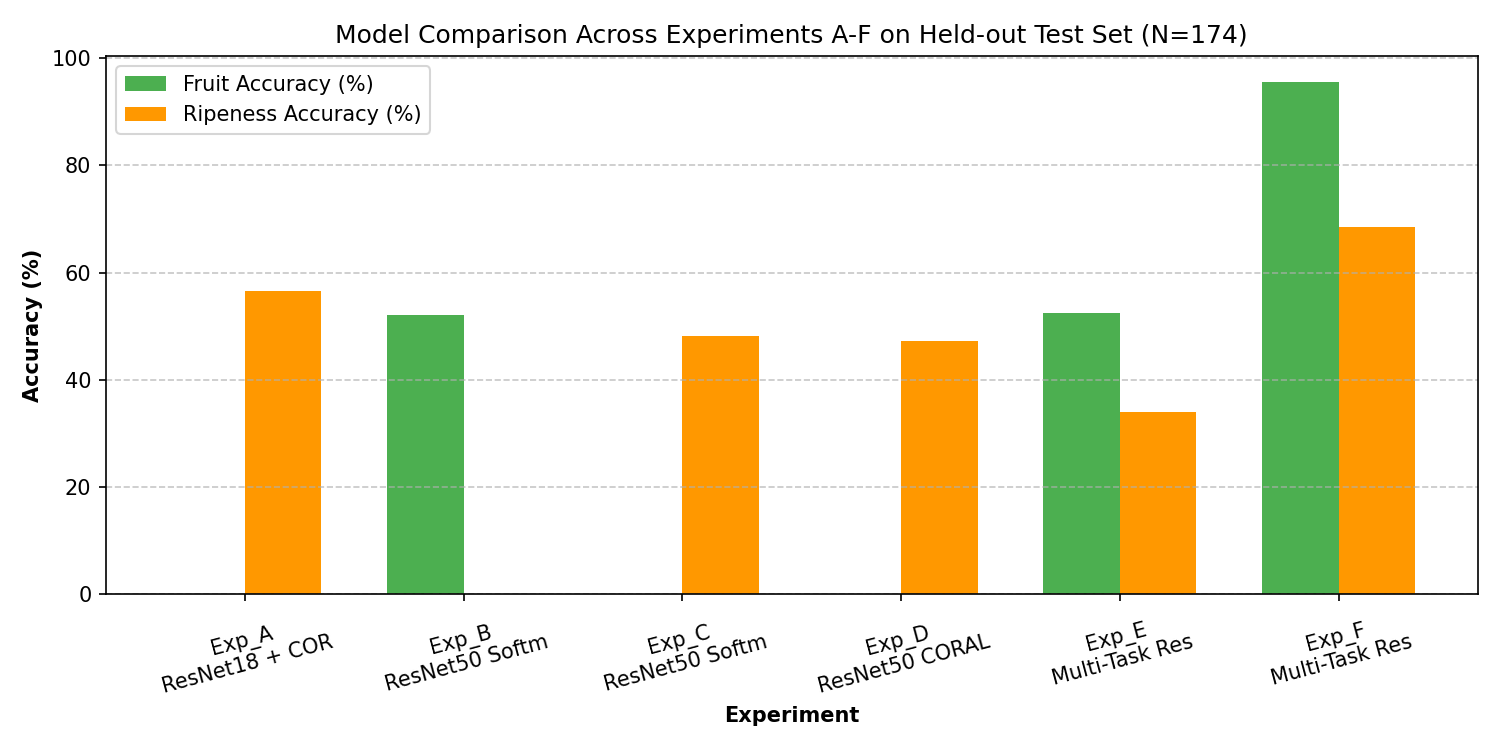 Model Comparison Across Experiments A-F on Held-out Test Set (N=174)
Fruit Accuracy (%)
Ripeness Accuracy (%)
Accuracy (%)
100
80
60
40
20
0
Exp_A
ResNet18 + COR
Exp_B
ResNet50 Softm
Exp_C
ResNet50 Softm
Exp_D
ResNet50 CORAL
Exp_E
Multi-Task Res
Exp_F
Multi-Task Res
Experiment